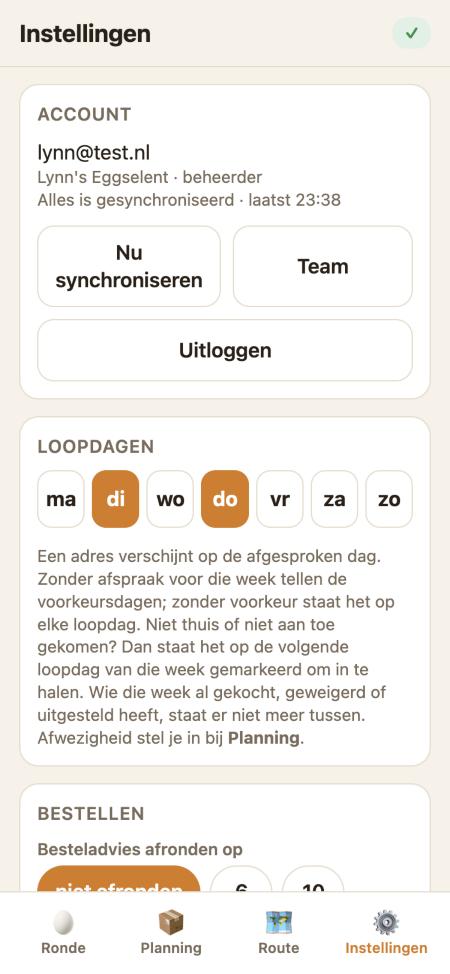 Instellingen
ACCOUNT
lynn@test.nl
Lynn's Eggselent · beheerder
Alles is gesynchroniseerd · laatst 23:38
Nu
synchroniseren
Team
Uitloggen
LOOPDAGEN
ma di wo do vr za zo
Een adres verschijnt op de afgesproken dag.
Zonder afspraak voor die week tellen de
voorkeursdagen; zonder voorkeur staat het op
elke loopdag. Niet thuis of niet aan toe
gekomen? Dan staat het op de volgende
loopdag van die week gemarkeerd om in te
halen. Wie die week al gekocht, geweigerd of
uitgesteld heeft, staat er niet meer tussen.
Afwezigheid stel je in bij Planning.
BESTELLEN
Besteladvies afronden op
niet afronden 6 10
Ronde Planning Route Instellingen